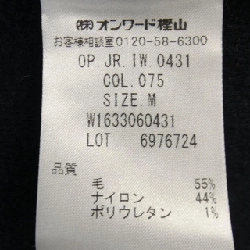 ㈱オンワード樫山
お客様相談室0120-58-6300
OP JR.IW.0431
COL.075
SIZE.M
W1633060431
LOT 6976724
品質
毛 55%
ナイロン 44%
ポリウレタン 1%